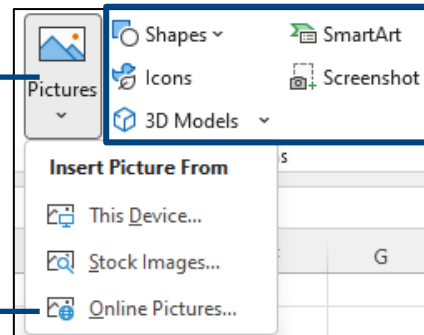 Pictures
Shapes
Icons
3D Models
SmartArt
Screenshot
s
Insert Picture From
This Device...
Stock Images...
Online Pictures...
G